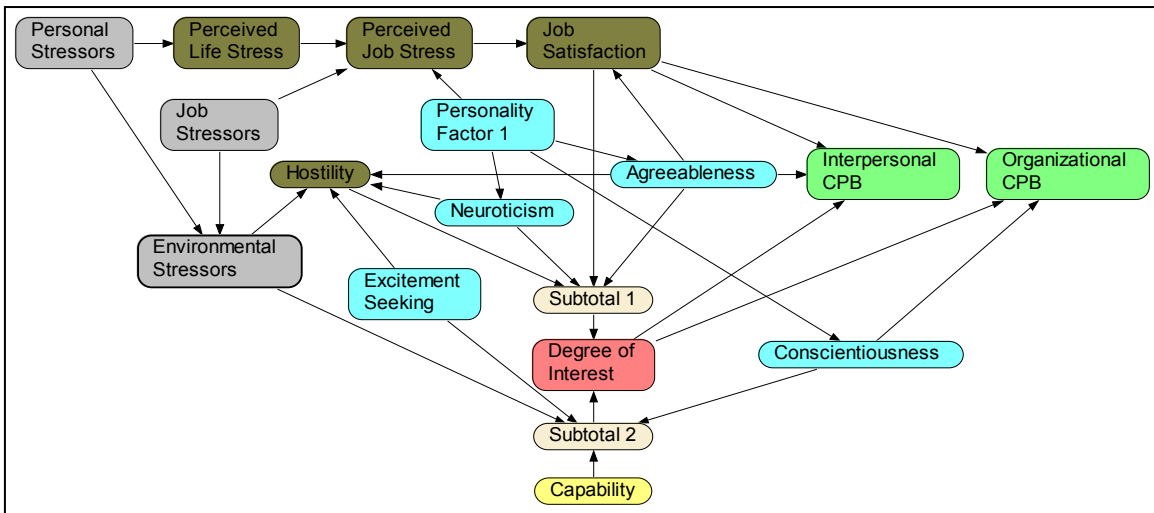 Personal
Stressors
Perceived
Life Stress
Perceived
Job Stress
Job
Satisfaction
Job
Stressors
Personality
Factor 1
Hostility
Agreeableness
Interpersonal
CPB
Organizational
CPB
Neuroticism
Environmental
Stressors
Excitement
Seeking
Subtotal 1
Degree of
Interest
Conscientiousness
Subtotal 2
Capability